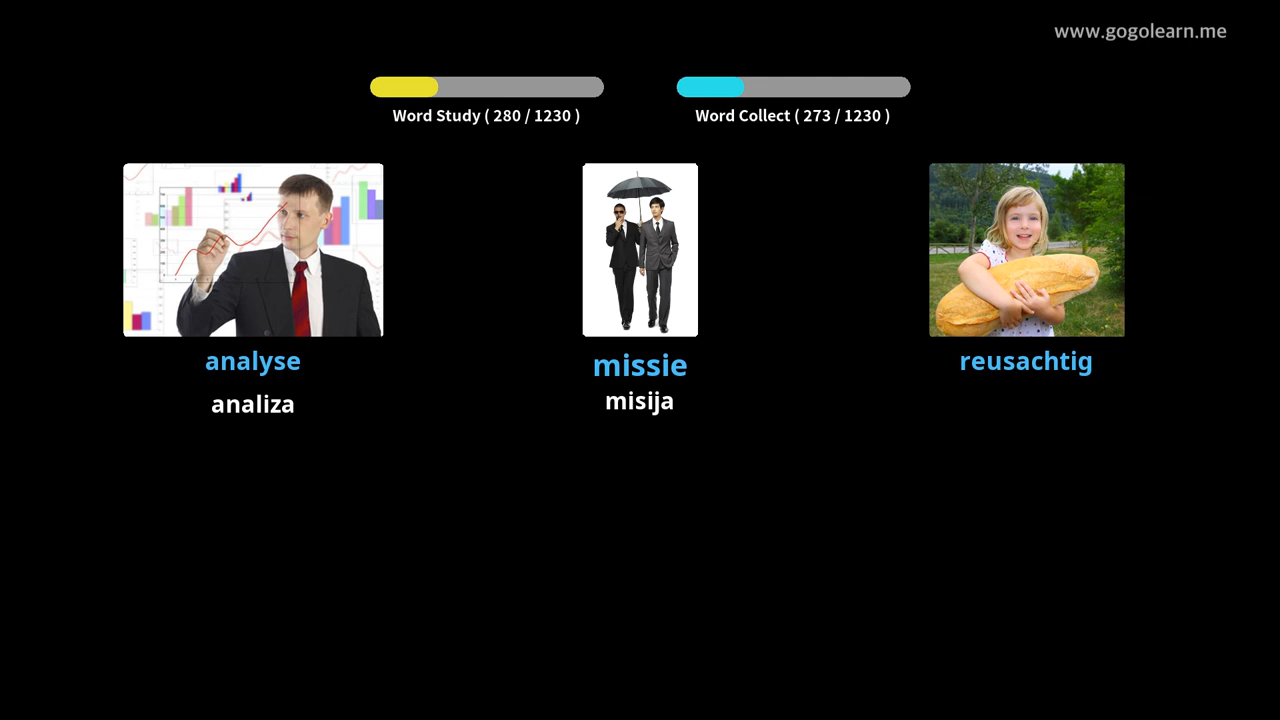 www.gogolearn.me
Word Study ( 280 / 1230 )
Word Collect ( 273 / 1230 )
analyse
missie
reusachtig
analiza
misija